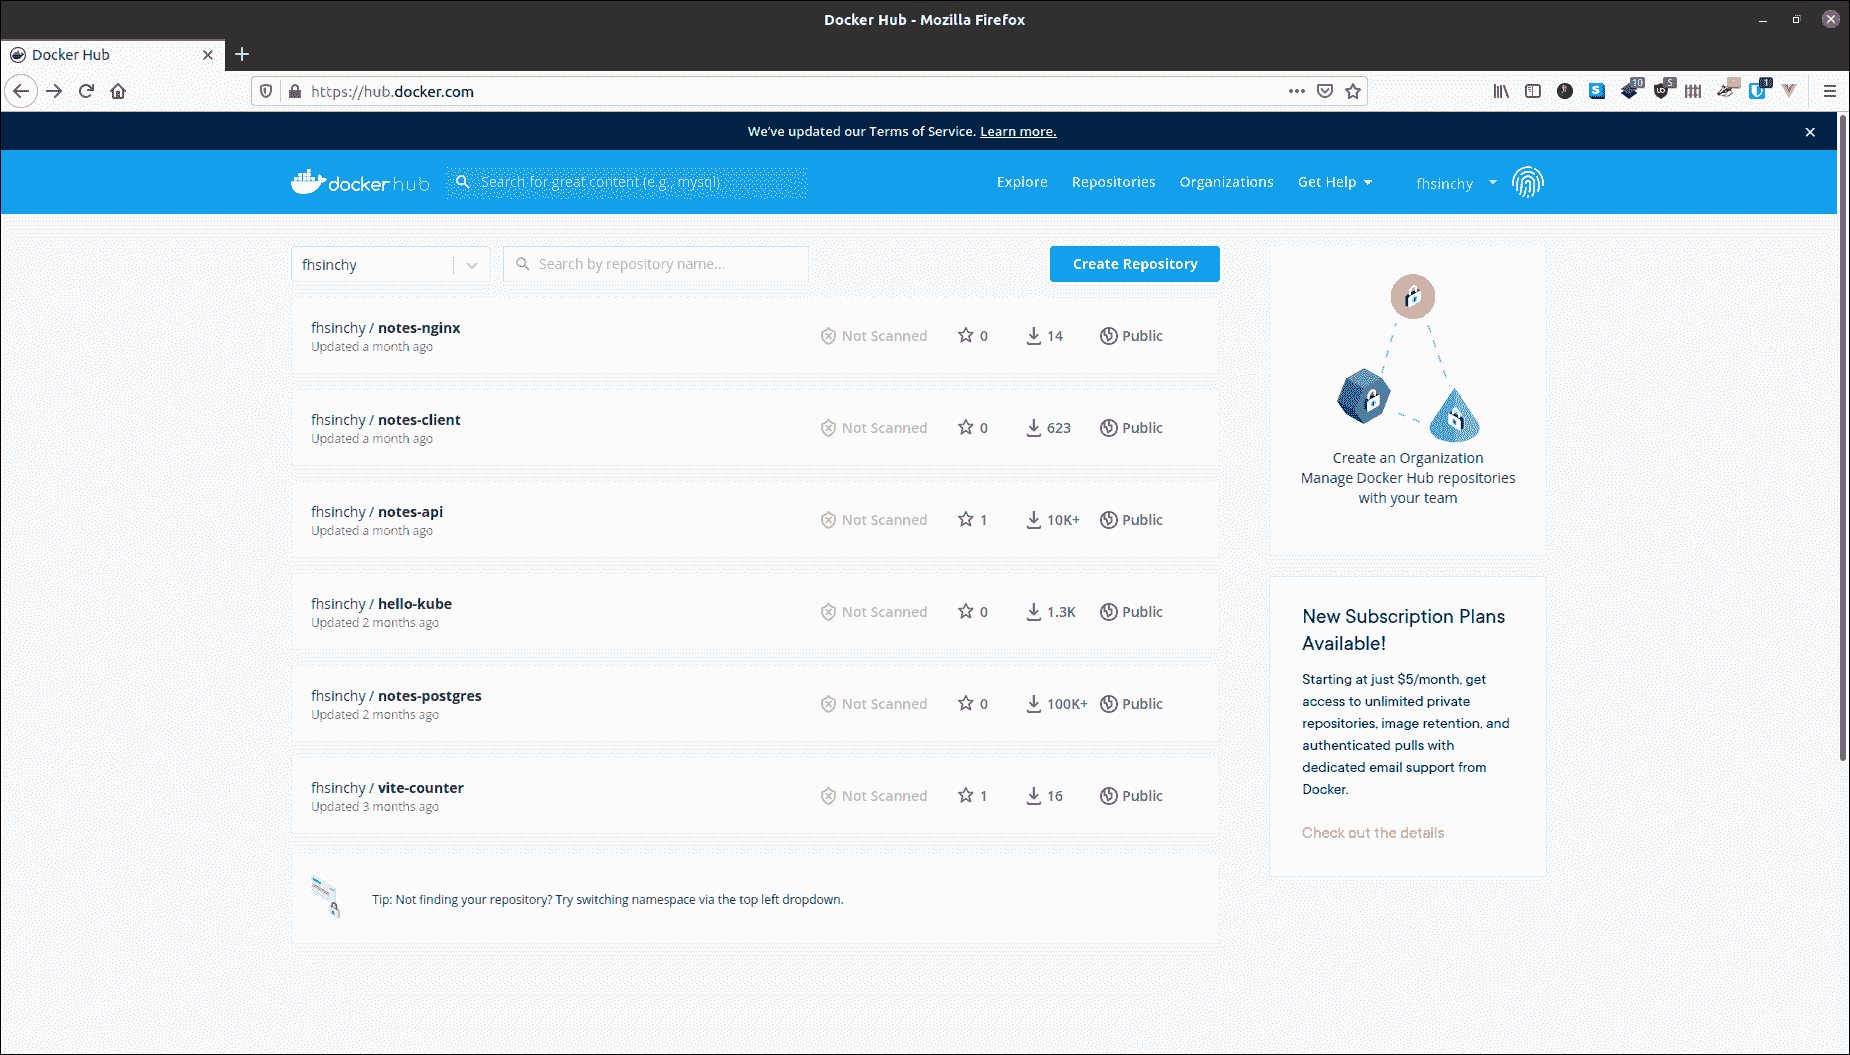 Docker Hub - Mozilla Firefox
Docker Hub
https://hub.docker.com
10
5
1
We've updated our Terms of Service. Learn more.
docker hub
Search for great content (e.g., mysql)
Explore
Repositories
Organizations
Get Help
fhsinchy
fhsinchy
Search by repository name...
Create Repository
fhsinchy / notes-nginx
Updated a month ago
Not Scanned
0
14
Public
fhsinchy / notes-client
Updated a month ago
Not Scanned
0
623
Public
fhsinchy / notes-api
Updated a month ago
Not Scanned
1
10K+
Public
fhsinchy / hello-kube
Updated 2 months ago
Not Scanned
0
1.3K
Public
fhsinchy / notes-postgres
Updated 2 months ago
Not Scanned
0
100K+
Public
fhsinchy / vite-counter
Updated 3 months ago
Not Scanned
1
16
Public
Tip: Not finding your repository? Try switching namespace via the top left dropdown.
Create an Organization
Manage Docker Hub repositories
with your team
New Subscription Plans
Available!
Starting at just $5/month, get
access to unlimited private
repositories, image retention, and
authenticated pulls with
dedicated email support from
Docker.
Check out the details